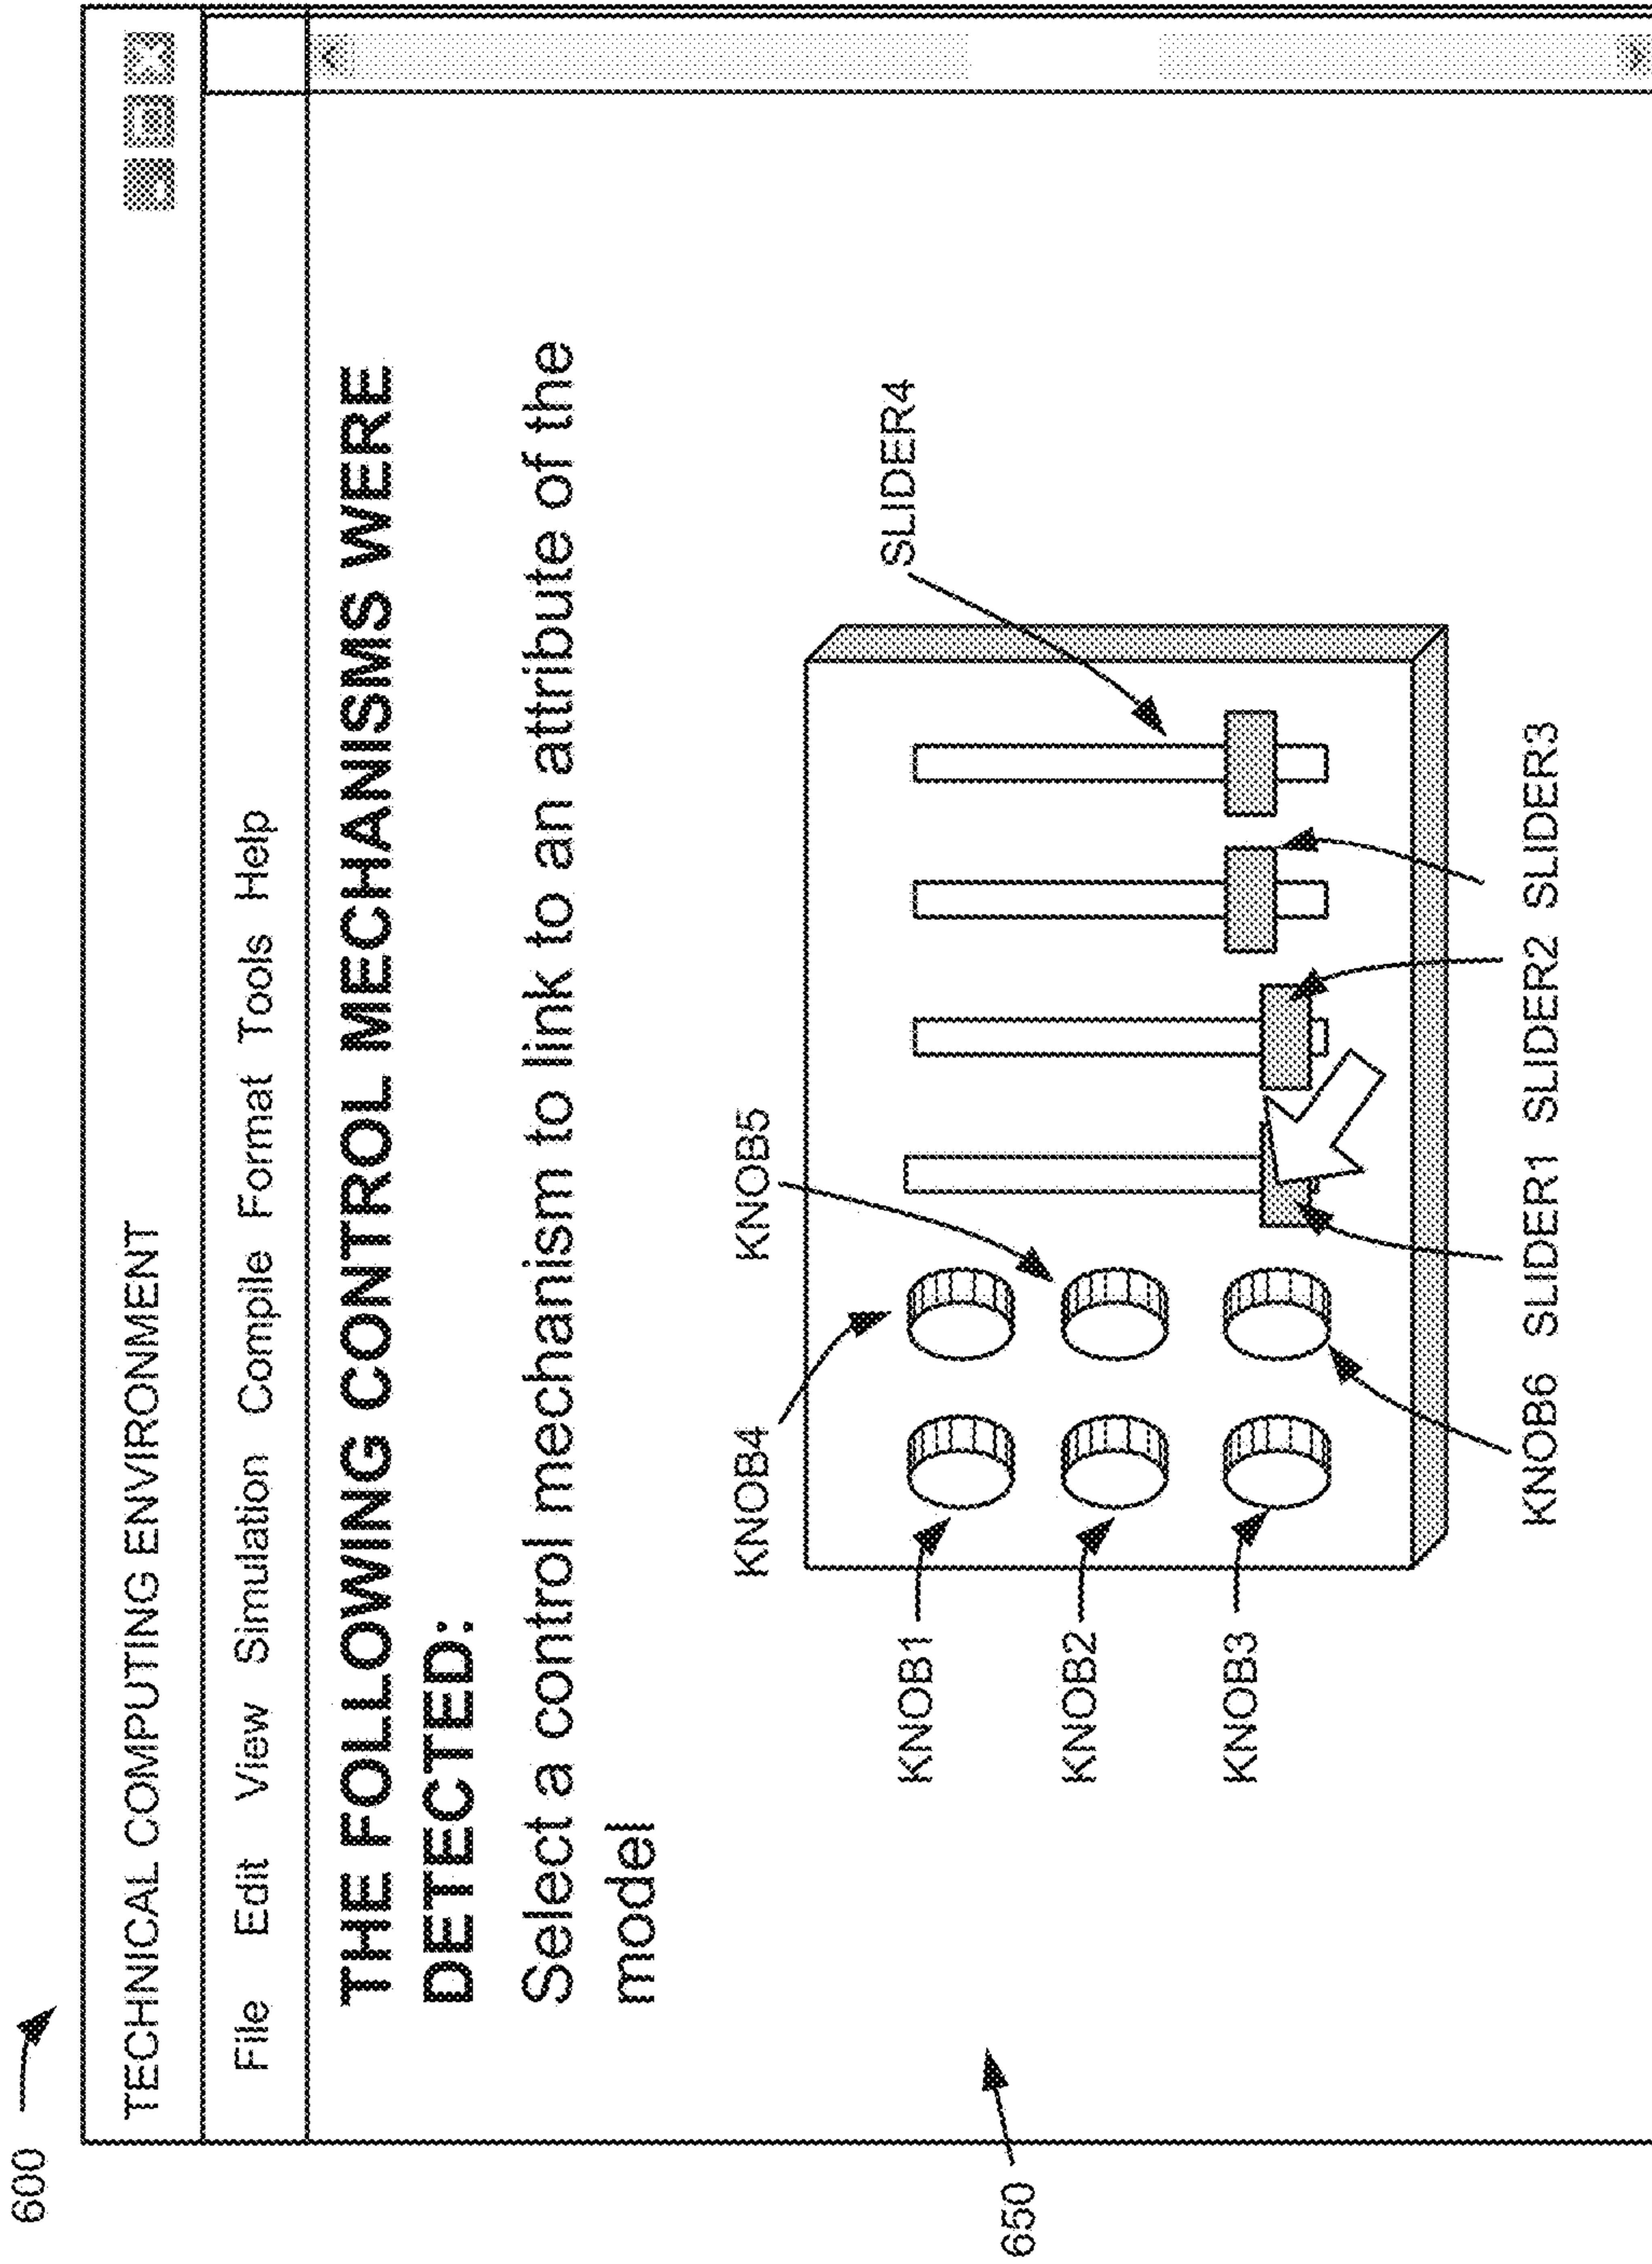 600
TECHNICAL COMPUTING ENVIRONMENT
File Edit View Simulation Compile Format Tools Help
THE FOLLOWING CONTROL MECHANISMS WERE
DETECTED:
Select a control mechanism to link to an attribute of the
model
KNOB4 KNOB5
SLIDER4
KNOB1
KNOB2
KNOB3
650
KNOB6 SLIDER1 SLIDER2 SLIDER3